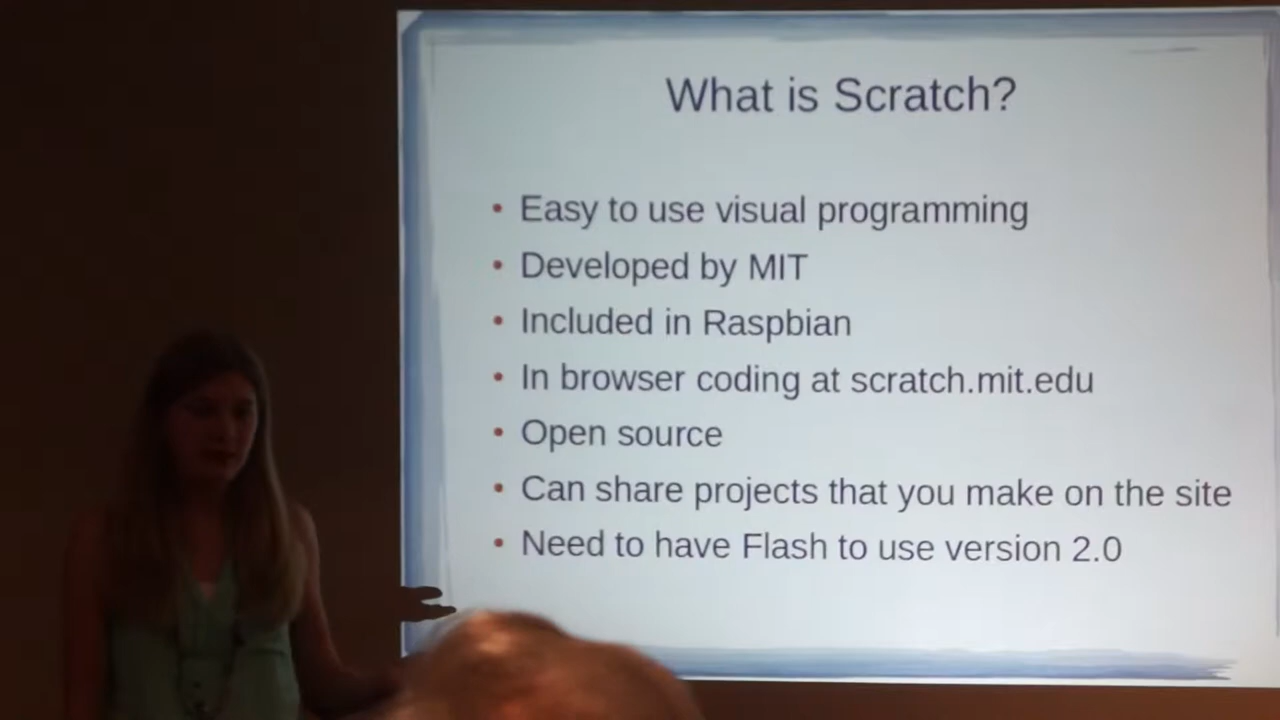 What is Scratch?
• Easy to use visual programming
• Developed by MIT
• Included in Raspbian
• In browser coding at scratch.mit.edu
• Open source
• Can share projects that you make on the site
• Need to have Flash to use version 2.0